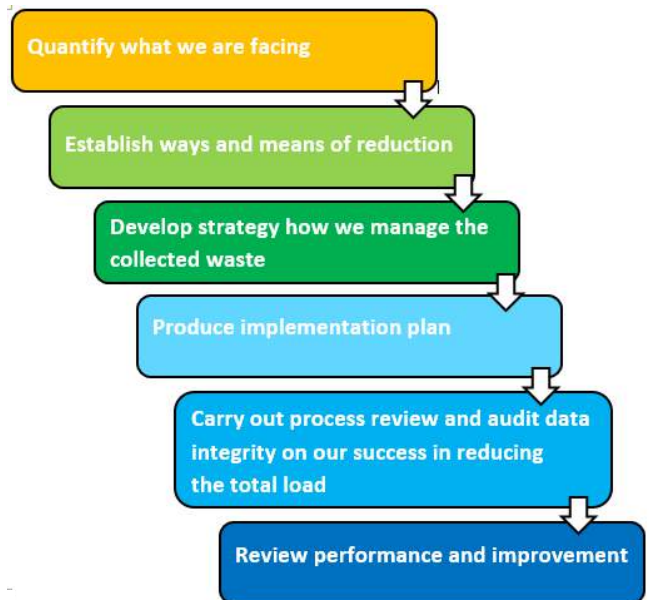 Quantify what we are facing
Establish ways and means of reduction
Develop strategy how we manage the
collected waste
Produce implementation plan
Carry out process review and audit data
integrity on our success in reducing
the total load
Review performance and improvement